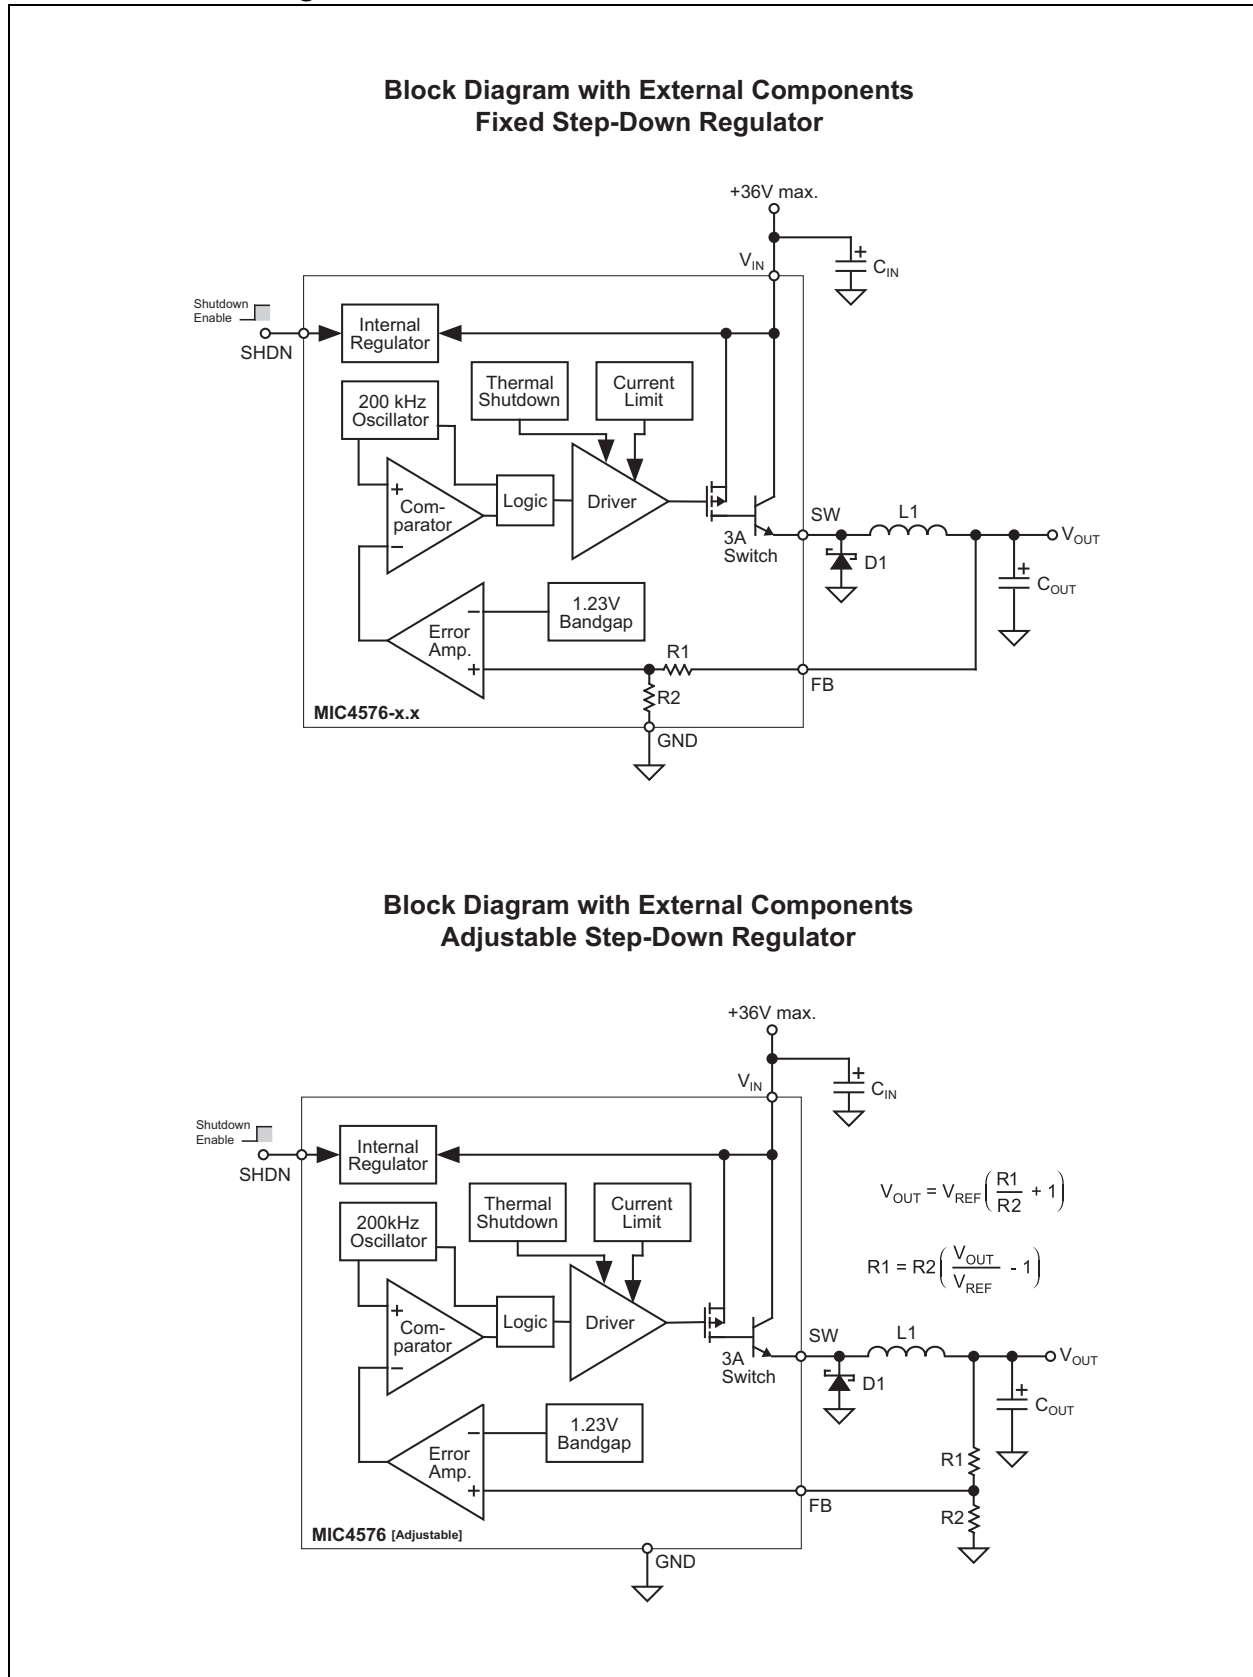 Block Diagram with External Components
Fixed Step-Down Regulator
+36V max.
VIN
CIN
Shutdown
Enable
SHDN
Internal
Regulator
200 kHz
Oscillator
Thermal
Shutdown
Current
Limit
+
Com-
parator
−
Logic
Driver
3A
Switch
SW
L1
VOUT
D1
+
COUT
+
1.23V
Bandgap
−
Error
Amp.
+
R1
R2
FB
MIC4576-x.x
GND
Block Diagram with External Components
Adjustable Step-Down Regulator
+36V max.
VIN
+
CIN
Shutdown
Enable
SHDN
Internal
Regulator
200kHz
Oscillator
Thermal
Shutdown
Current
Limit
VOUT = VREF ( R1 / R2 + 1 )
R1 = R2 ( VOUT / VREF - 1 )
+
Com-
parator
−
Logic
Driver
3A
Switch
SW
L1
VOUT
D1
+
COUT
1.23V
Bandgap
−
Error
Amp.
+
R1
R2
FB
MIC4576 [Adjustable]
GND